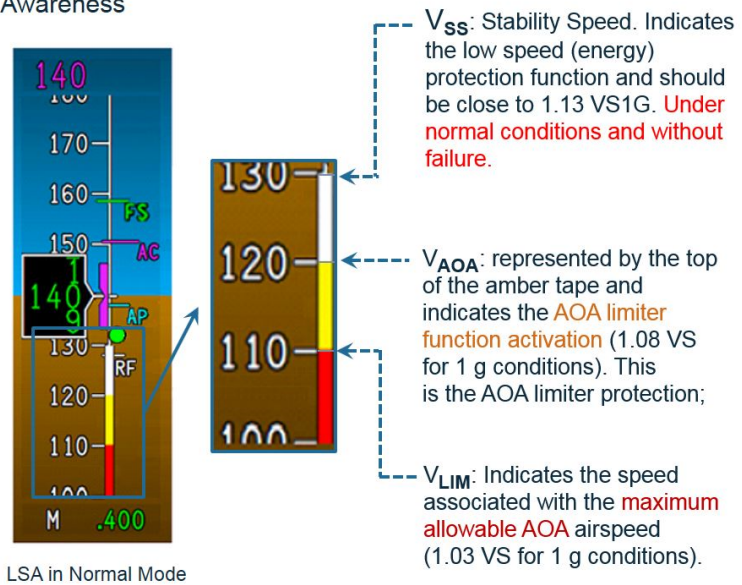 Awareness
140
170
160
FS
150
AC
1
140
9
AP
130
RF
120
110
M .400
LSA in Normal Mode
130
120
110
100
VSS: Stability Speed. Indicates
the low speed (energy)
protection function and should
be close to 1.13 VS1G. Under
normal conditions and without
failure.
VAOA: represented by the top
of the amber tape and
indicates the AOA limiter
function activation (1.08 VS
for 1 g conditions). This
is the AOA limiter protection;
VLIM: Indicates the speed
associated with the maximum
allowable AOA airspeed
(1.03 VS for 1 g conditions).